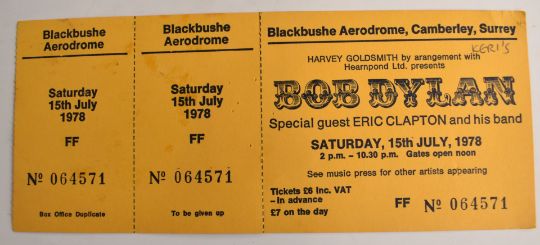 Blackbushe
Aerodrome
Saturday
15th July
1978
FF
Nº 064571
Box Office Duplicate
Blackbushe
Aerodrome
Saturday
15th July
1978
FF
Nº 064571
To be given up
Blackbushe Aerodrome, Camberley, Surrey
KERI'S
HARVEY GOLDSMITH by arangement with
Hearnpond Ltd. presents
BOB DYLAN
Special guest ERIC CLAPTON and his band
SATURDAY, 15th JULY, 1978
2 p.m. – 10.30 p.m. Gates open noon
See music press for other artists appearing
Tickets £6 Inc. VAT
– In advance
£7 on the day
FF Nº 064571